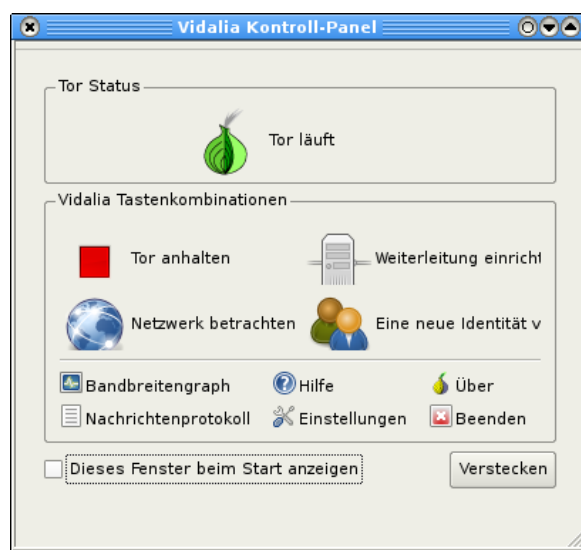 Vidalia Kontroll-Panel
Tor Status
Tor läuft
Vidalia Tastenkombinationen
Tor anhalten
Weiterleitung einricht
Netzwerk betrachten
Eine neue Identität v
Bandbreitengraph
Hilfe
Über
Nachrichtenprotokoll
Einstellungen
Beenden
Dieses Fenster beim Start anzeigen
Verstecken